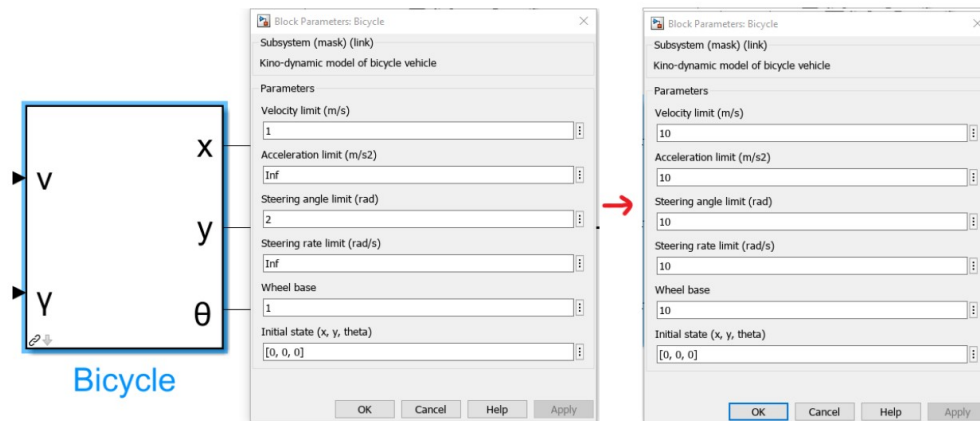 v
γ
x
y
θ
Bicycle
Block Parameters: Bicycle
Subsystem (mask) (link)
Kino-dynamic model of bicycle vehicle
Parameters
Velocity limit (m/s)
1
Acceleration limit (m/s2)
Inf
Steering angle limit (rad)
2
Steering rate limit (rad/s)
Inf
Wheel base
1
Initial state (x, y, theta)
[0, 0, 0]
OK Cancel Help Apply
Block Parameters: Bicycle
Subsystem (mask) (link)
Kino-dynamic model of bicycle vehicle
Parameters
Velocity limit (m/s)
10
Acceleration limit (m/s2)
10
Steering angle limit (rad)
10
Steering rate limit (rad/s)
10
Wheel base
10
Initial state (x, y, theta)
[0, 0, 0]
OK Cancel Help Apply